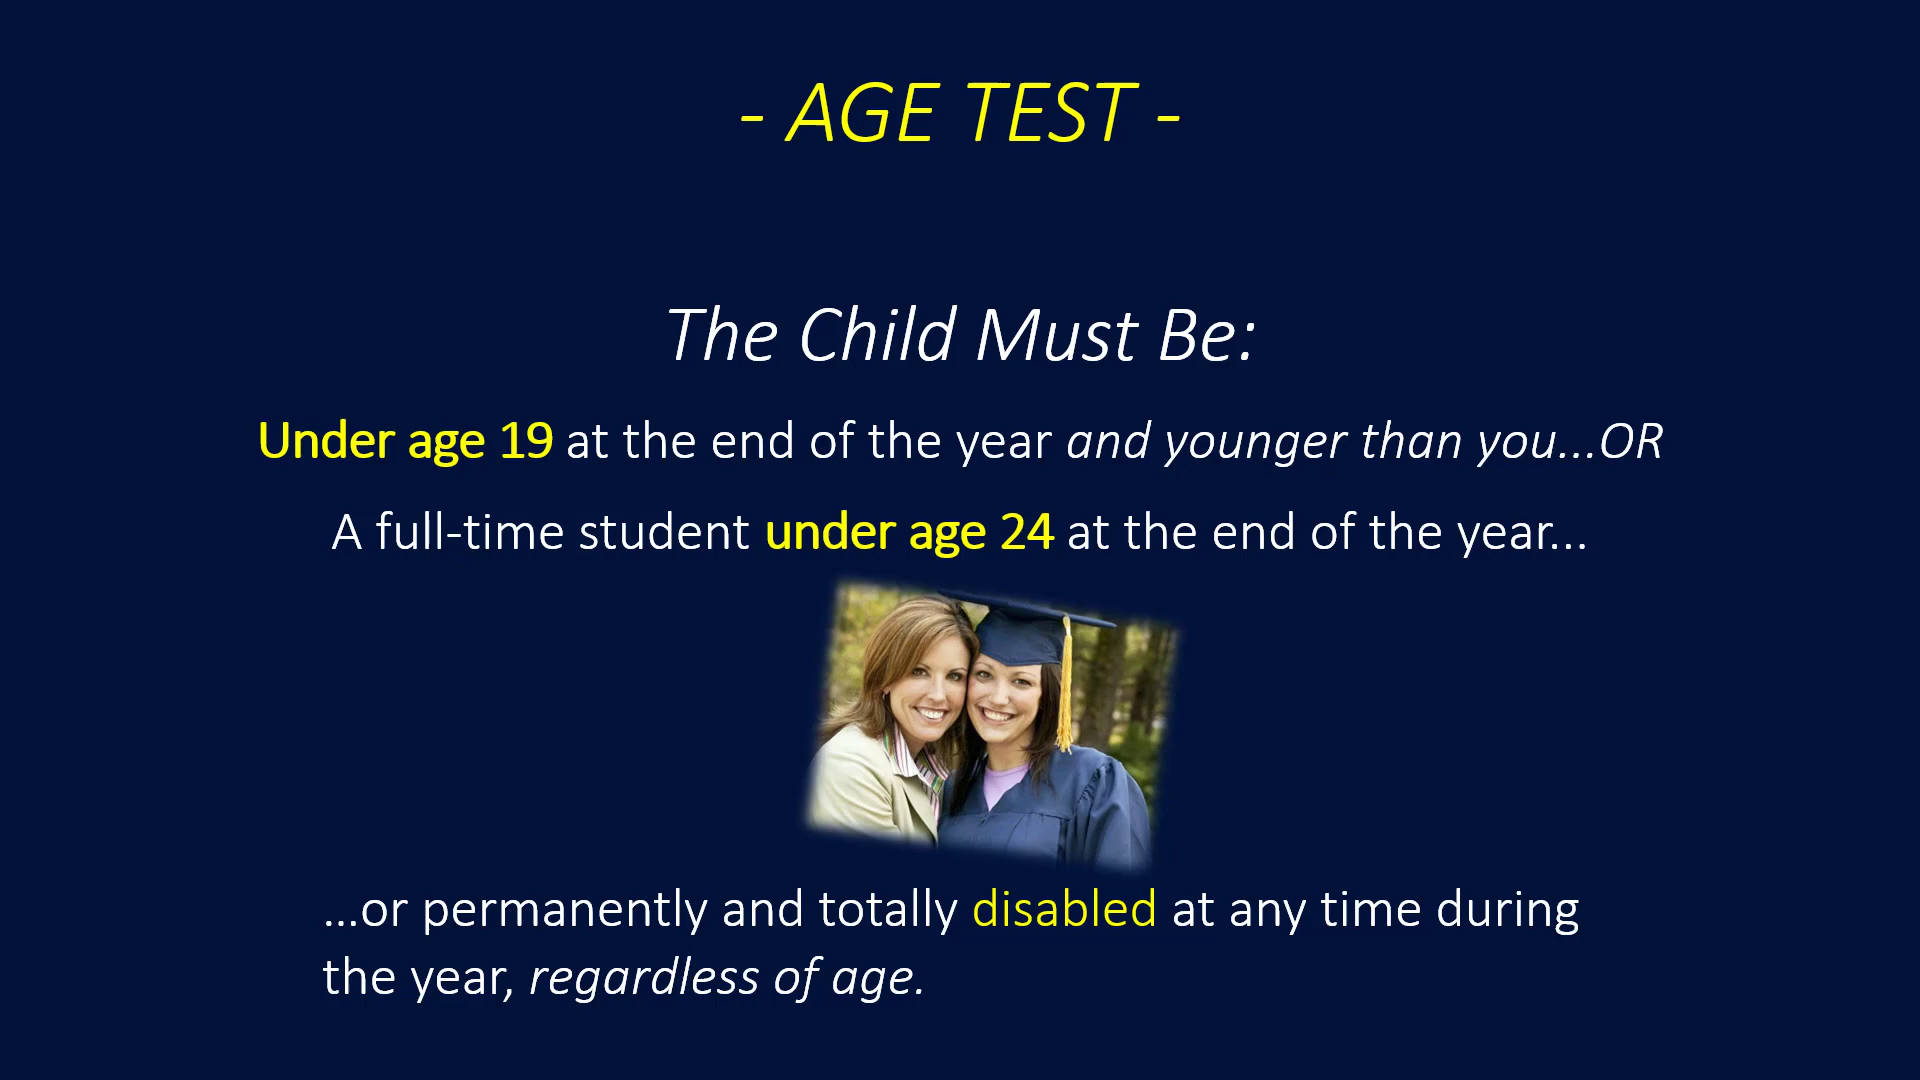 - AGE TEST -
The Child Must Be:
Under age 19 at the end of the year and younger than you...OR
A full-time student under age 24 at the end of the year...
...or permanently and totally disabled at any time during
the year, regardless of age.